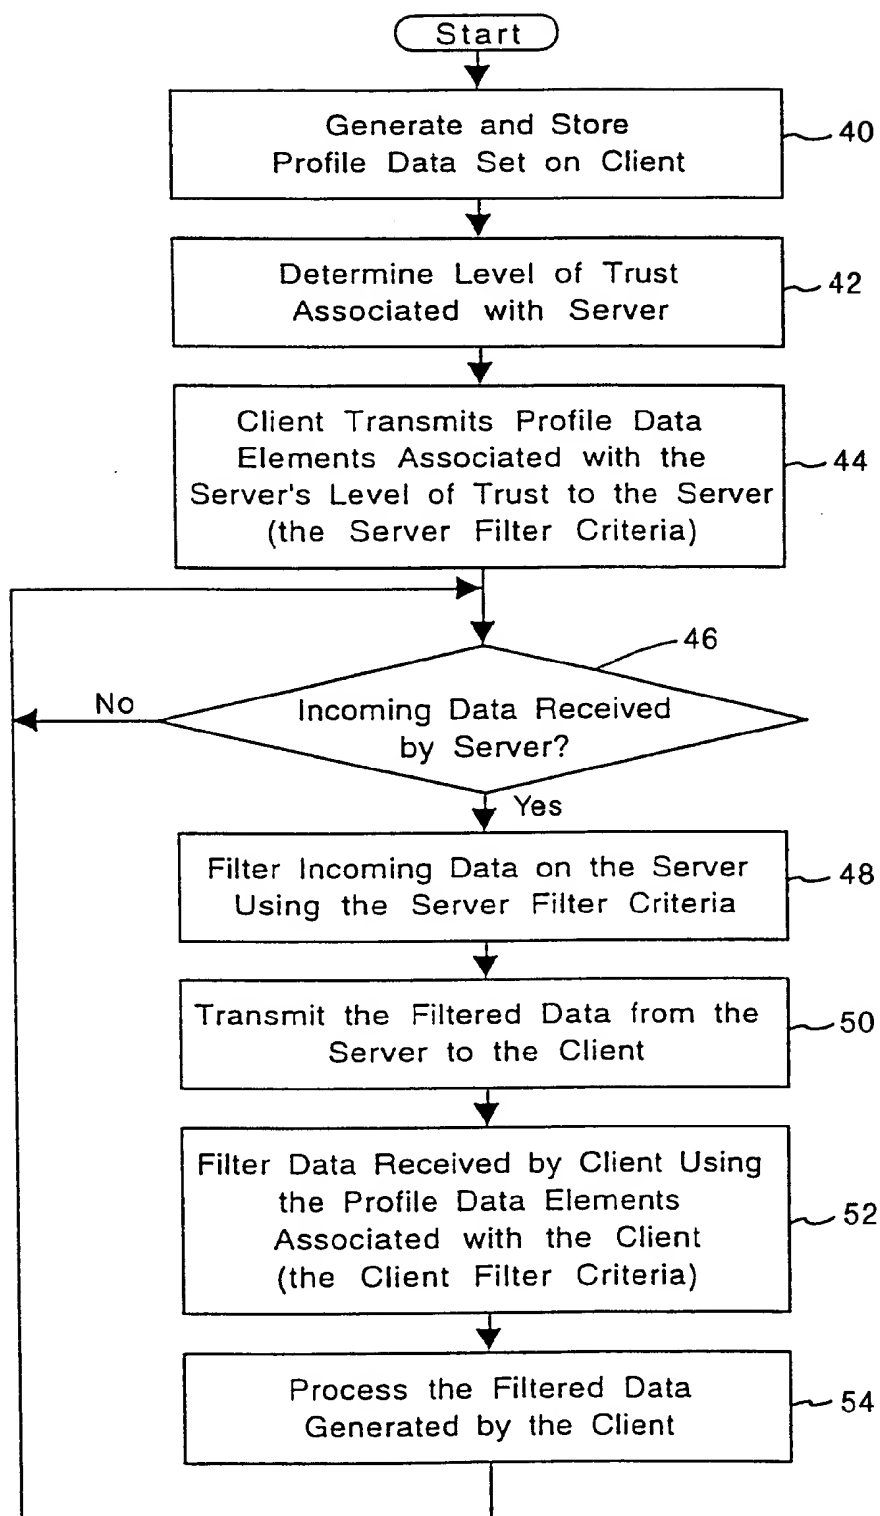 Start
Generate and Store
Profile Data Set on Client
40
Determine Level of Trust
Associated with Server
42
Client Transmits Profile Data
Elements Associated with the
Server's Level of Trust to the Server
(the Server Filter Criteria)
44
46
No
Incoming Data Received
by Server?
Yes
Filter Incoming Data on the Server
Using the Server Filter Criteria
48
Transmit the Filtered Data from the
Server to the Client
50
Filter Data Received by Client Using
the Profile Data Elements
Associated with the Client
(the Client Filter Criteria)
52
Process the Filtered Data
Generated by the Client
54